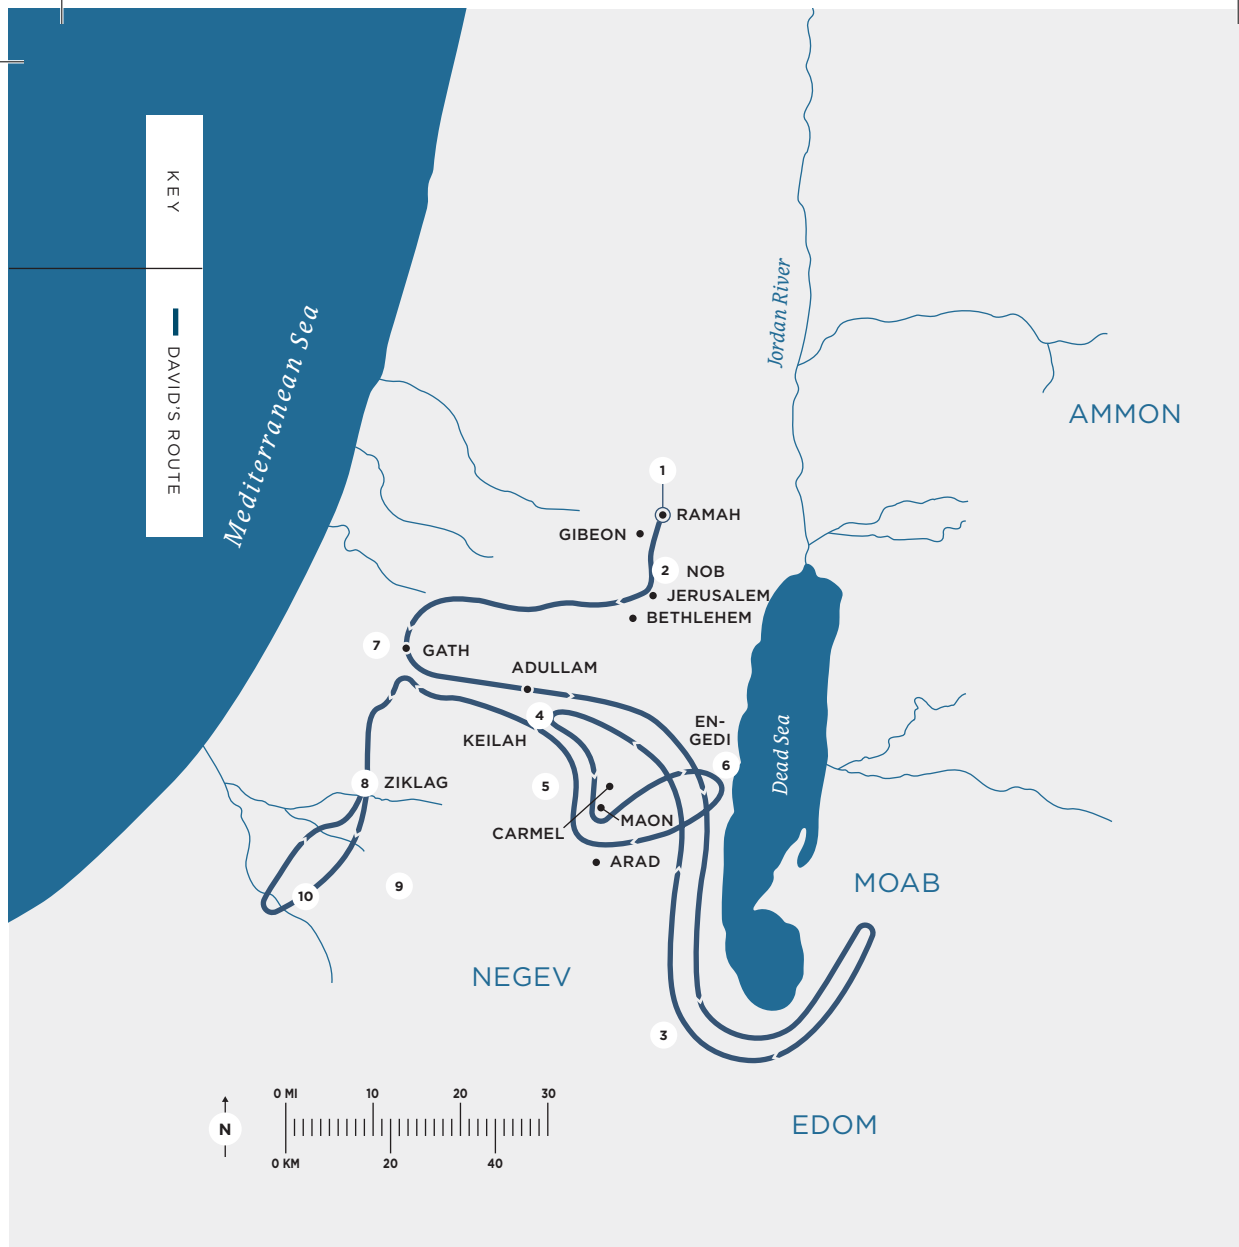 KEY
DAVID'S ROUTE
Mediterranean Sea
Jordan River
AMMON
1
RAMAH
GIBEON
2
NOB
JERUSALEM
BETHLEHEM
7
GATH
ADULLAM
4
KEILAH
EN-
GEDI
6
Dead Sea
8
ZIKLAG
5
MAON
CARMEL
ARAD
9
10
MOAB
NEGEV
3
EDOM
0 MI
10
20
30
N
0 KM
20
40